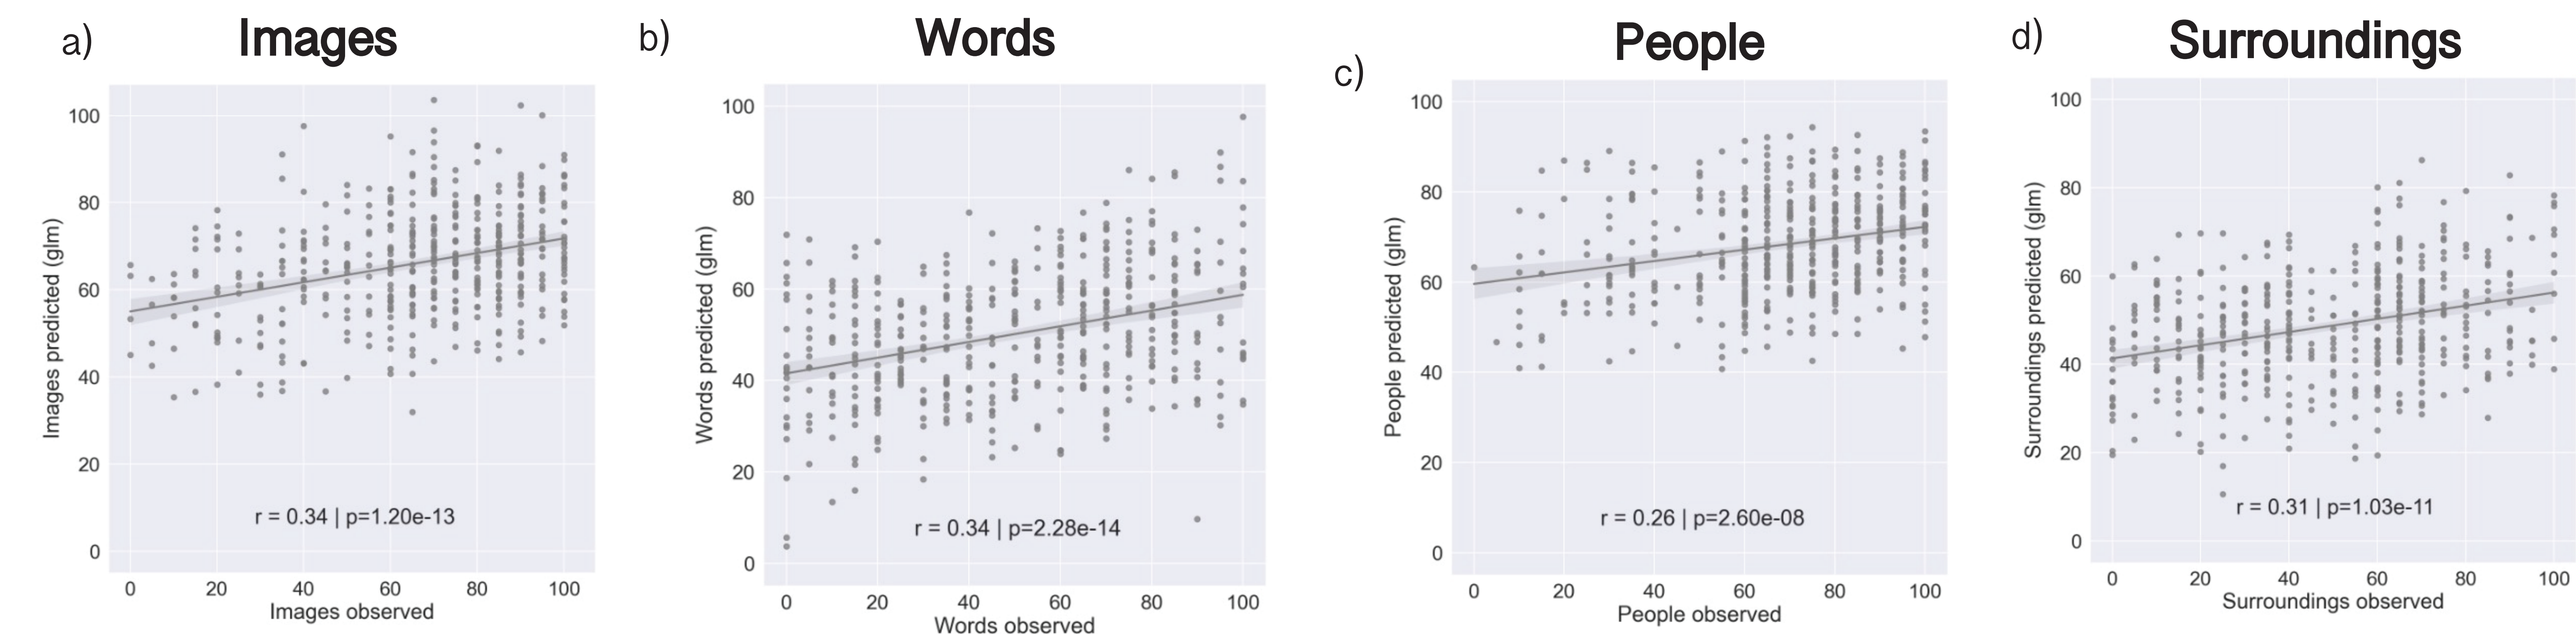 a)
Images
Images predicted (glm)
100
80
60
40
20
0
r = 0.34 | p=1.20e-13
0 20 40 60 80 100
Images observed
b)
Words
Words predicted (glm)
100
80
60
40
20
0
r = 0.34 | p=2.28e-14
0 20 40 60 80 100
Words observed
c)
People
People predicted (glm)
100
80
60
40
20
0
r = 0.26 | p=2.60e-08
0 20 40 60 80 100
People observed
d)
Surroundings
Surroundings predicted (glm)
100
80
60
40
20
0
r = 0.31 | p=1.03e-11
0 20 40 60 80 100
Surroundings observed